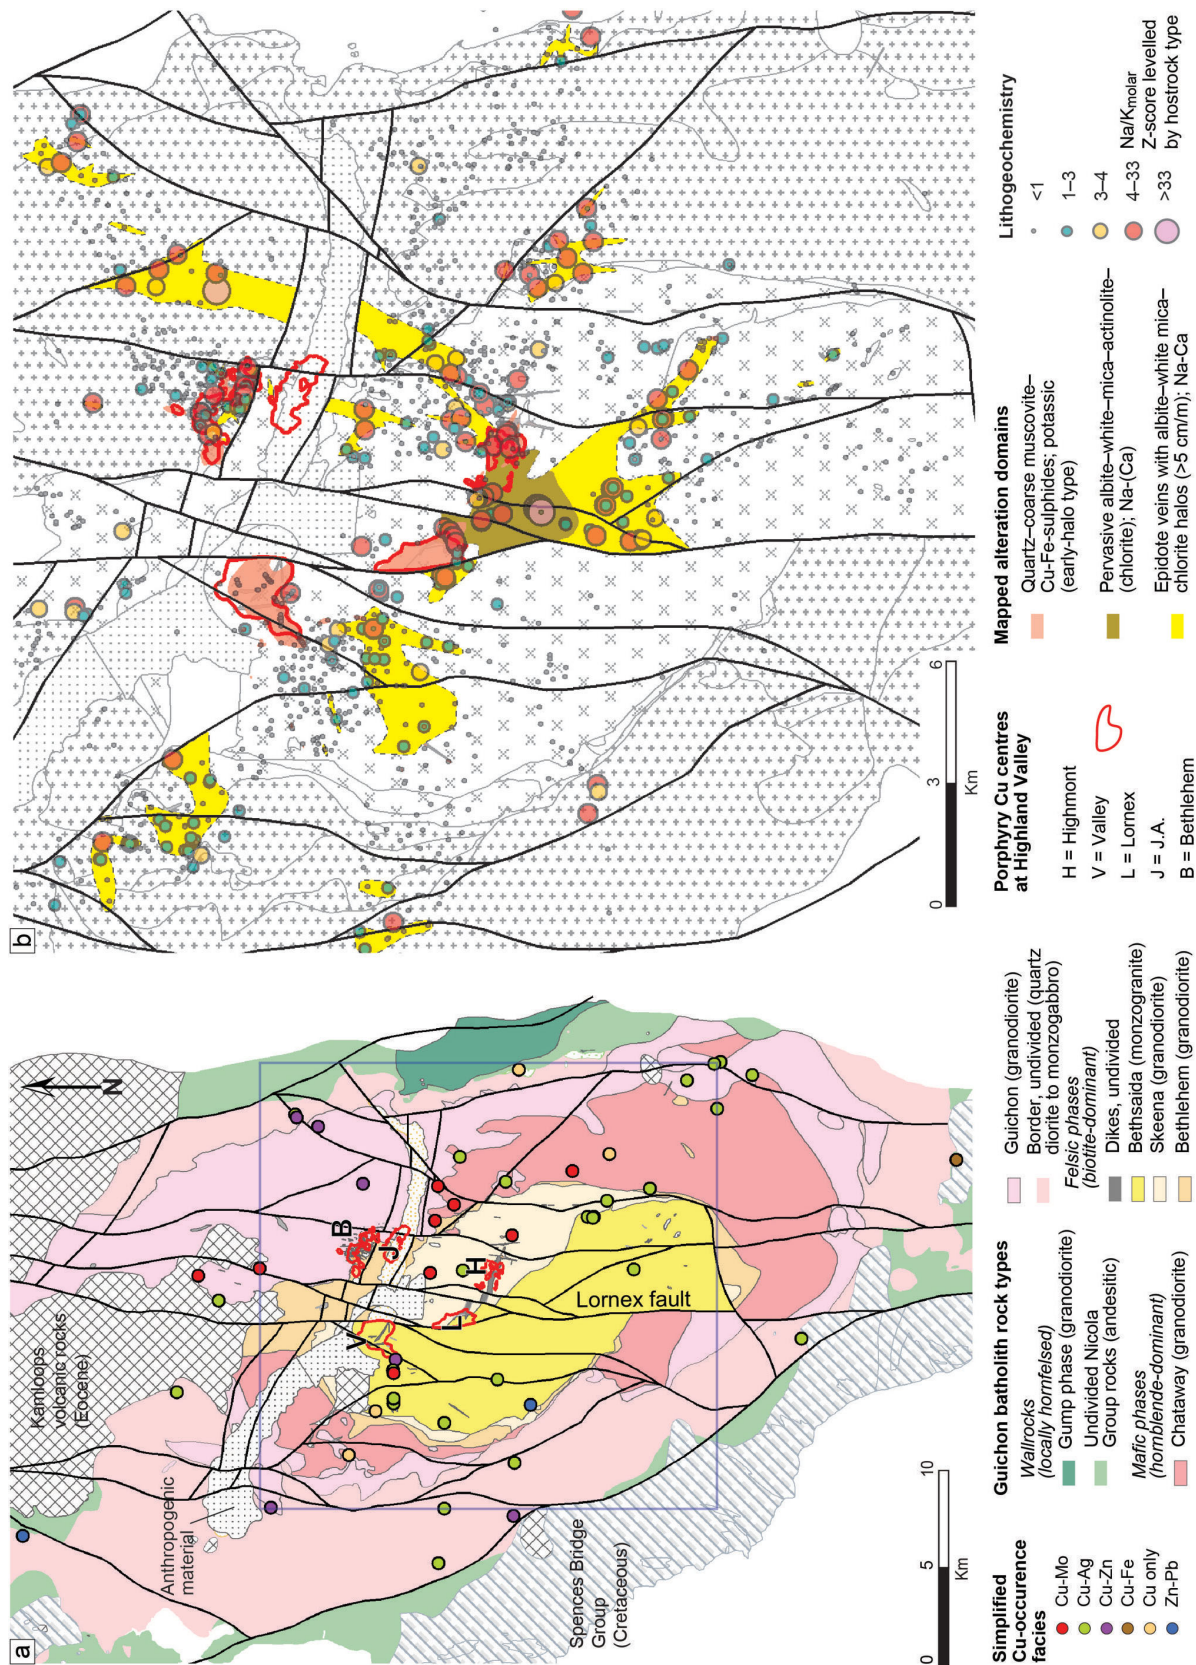 a
Kamloops
volcanic rocks
(Eocene)
N
Anthropogenic
material
B
J
V
H
L
Lornex fault
Spences Bridge
Group
(Cretaceous)
0
5
10
Km
Simplified
Cu-occurence
facies
Cu-Mo
Cu-Ag
Cu-Zn
Cu-Fe
Cu only
Zn-Pb
Guichon batholith rock types
Wallrocks
(locally hornfelsed)
Gump phase (granodiorite)
Undivided Nicola
Group rocks (andesitic)
Mafic phases
(hornblende-dominant)
Chataway (granodiorite)
Guichon (granodiorite)
Border, undivided (quartz
diorite to monzogabbro)
Felsic phases
(biotite-dominant)
Dikes, undivided
Bethsaida (monzogranite)
Skeena (granodiorite)
Bethlehem (granodiorite)
b
0
3
6
Km
Porphyry Cu centres
at Highland Valley
H = Highmont
V = Valley
L = Lornex
J = J.A.
B = Bethlehem
Mapped alteration domains
Quartz–coarse muscovite–
Cu-Fe-sulphides; potassic
(early-halo type)
Pervasive albite–white-mica-actinolite–
(chlorite); Na-(Ca)
Epidote veins with albite–white mica–
chlorite halos (>5 cm/m); Na-Ca
Lithogeochemistry
<1
1–3
3–4
4–33
>33
Na/Kmolar
Z-score levelled
by hostrock type